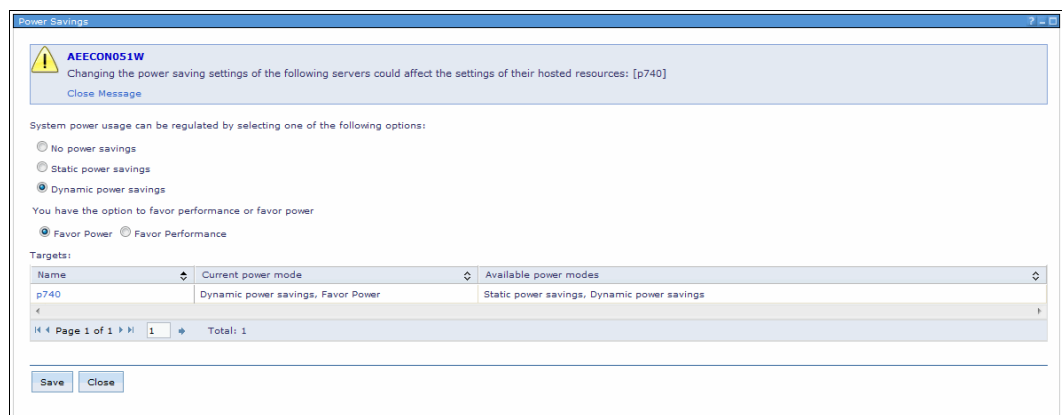 Power Savings ? – □
AEECON051W
Changing the power saving settings of the following servers could affect the settings of their hosted resources: [p740]
Close Message
System power usage can be regulated by selecting one of the following options:
No power savings
Static power savings
Dynamic power savings
You have the option to favor performance or favor power
Favor Power Favor Performance
Targets:
Name Current power mode Available power modes
p740 Dynamic power savings, Favor Power Static power savings, Dynamic power savings
Page 1 of 1 1 Total: 1
Save Close